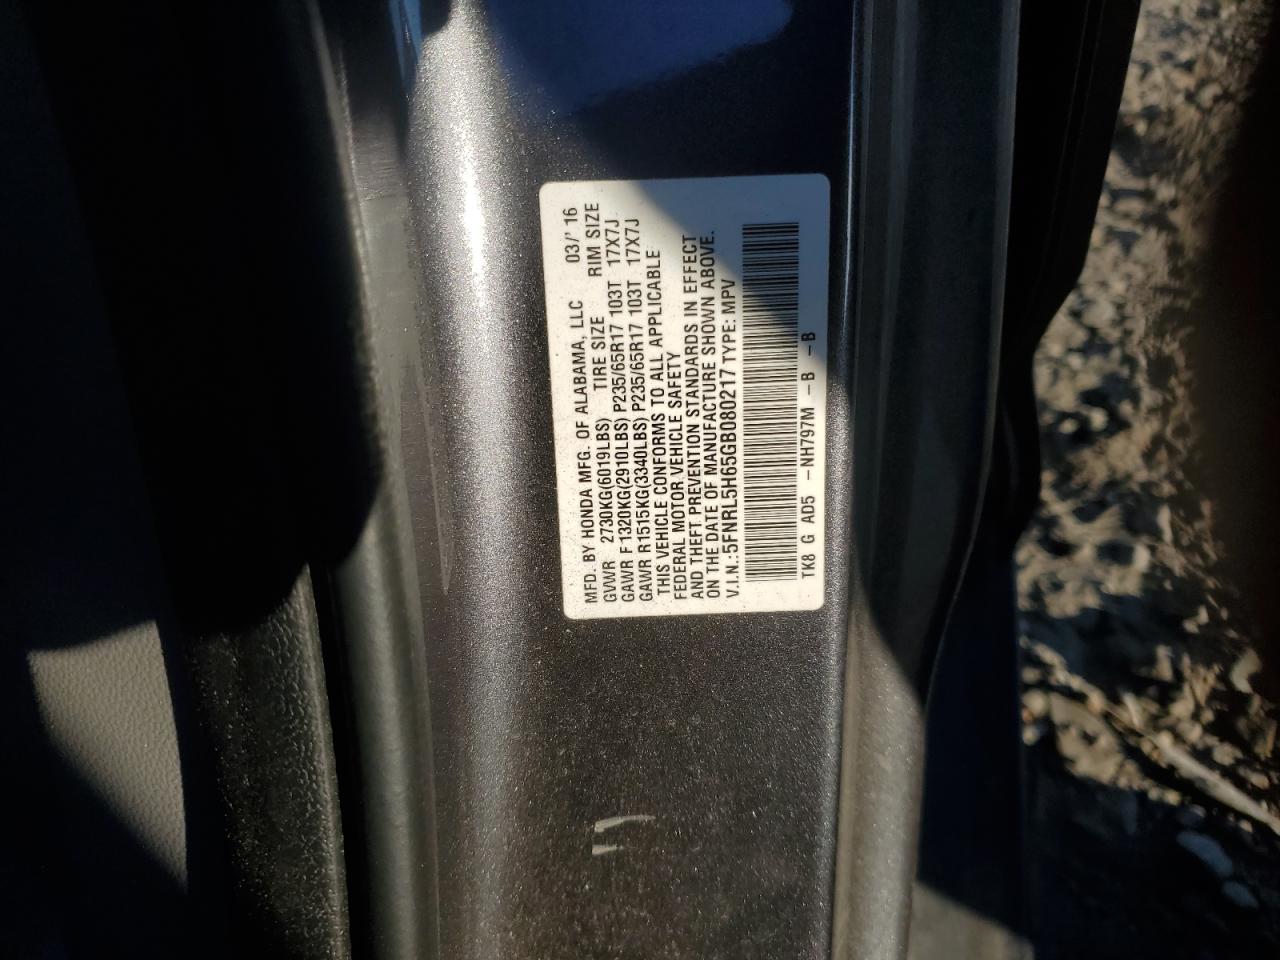 MFD. BY HONDA MFG. OF ALABAMA, LLC 03/'16
GVWR 2730KG(6019LBS) TIRE SIZE RIM SIZE
GAWR F1320KG(2910LBS) P235/65R17 103T 17X7J
GAWR R1515KG(3340LBS) P235/65R17 103T 17X7J
THIS VEHICLE CONFORMS TO ALL APPLICABLE
FEDERAL MOTOR VEHICLE SAFETY
AND THEFT PREVENTION STANDARDS IN EFFECT
ON THE DATE OF MANUFACTURE SHOWN ABOVE.
V.I.N.:5FNRL5H65GB080217 TYPE: MPV
TK8 G AD5 -NH797M -B -B